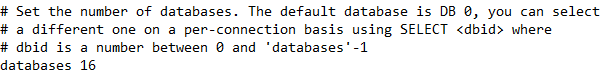 # Set the number of databases. The default database is DB 0, you can select
# a different one on a per-connection basis using SELECT <dbid> where
# dbid is a number between 0 and 'databases'-1
databases 16